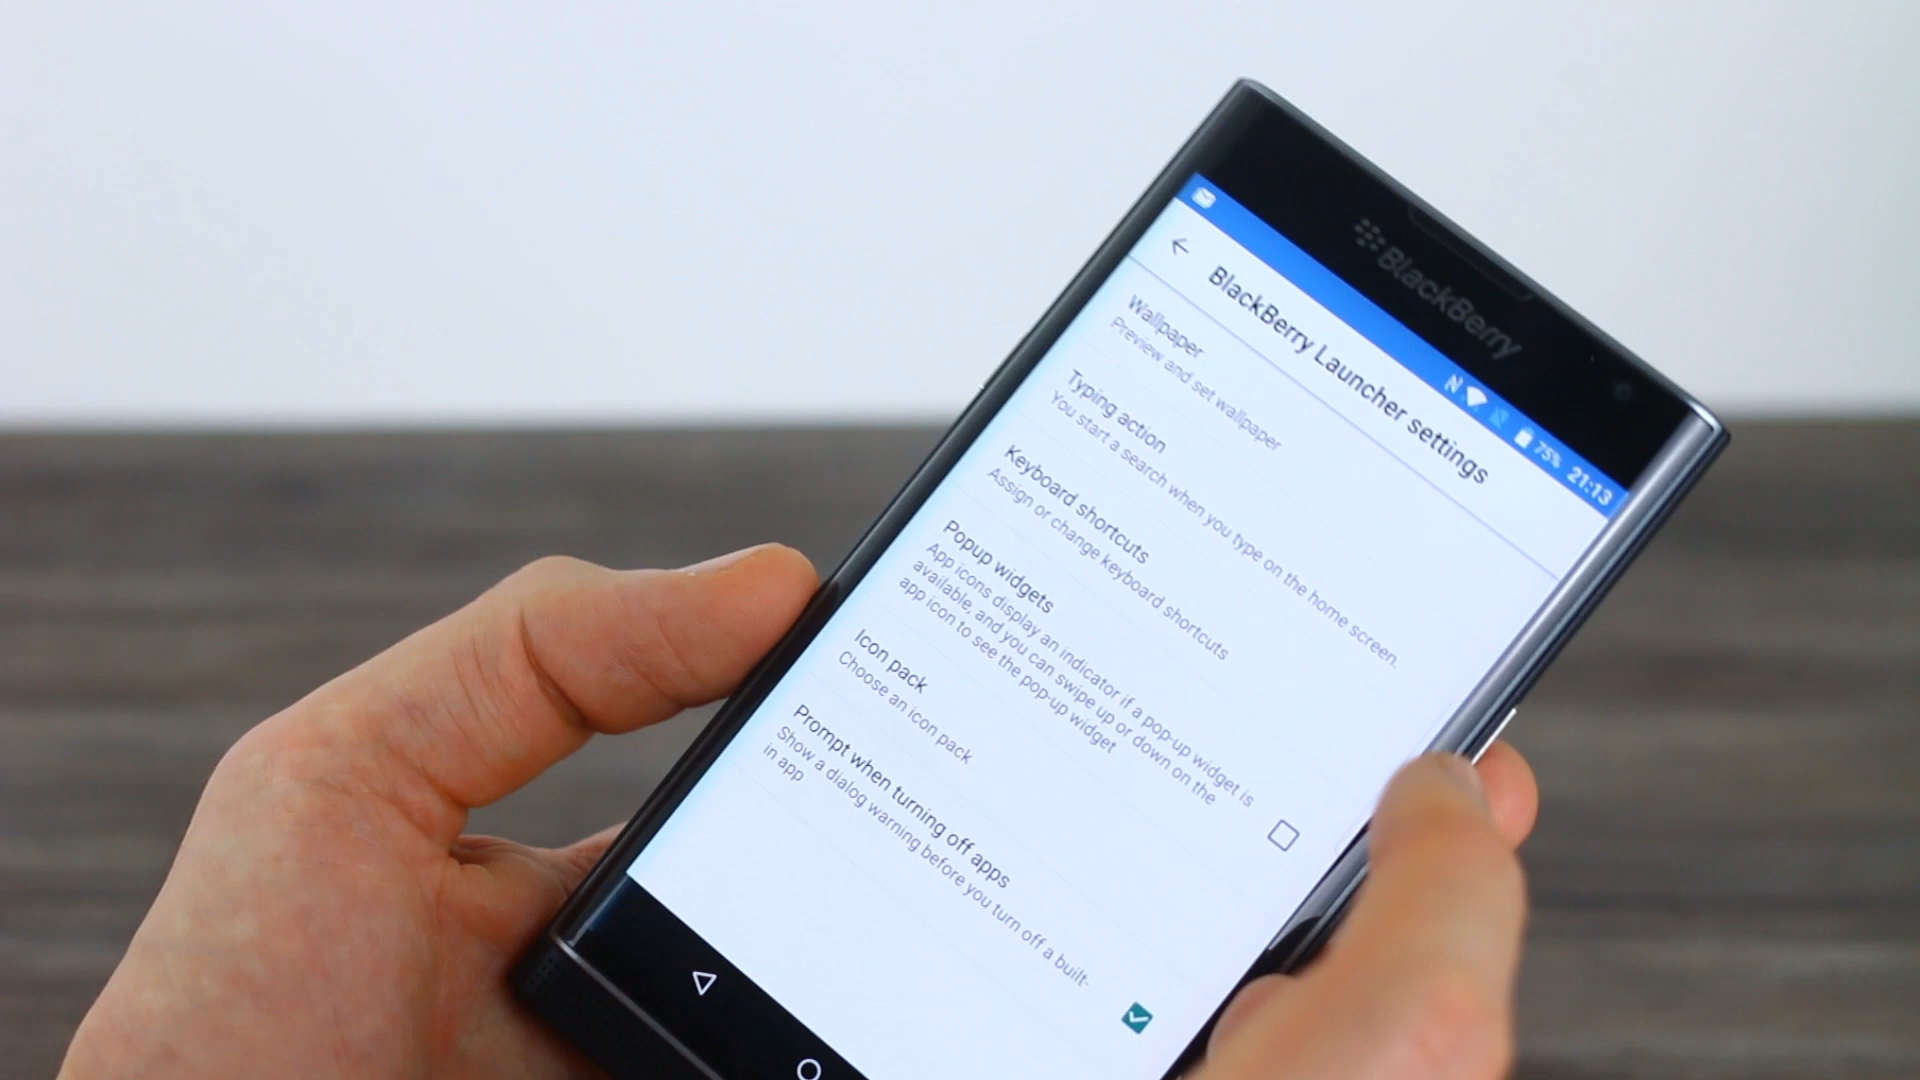 BlackBerry
75% 21:13
BlackBerry Launcher settings
Wallpaper
Preview and set wallpaper
Typing action
You start a search when you type on the home screen.
Keyboard shortcuts
Assign or change keyboard shortcuts
Popup widgets
App icons display an indicator if a pop-up widget is
available, and you can swipe up or down on the
app icon to see the pop-up widget
Icon pack
Choose an icon pack
Prompt when turning off apps
Show a dialog warning before you turn off a built-
in app